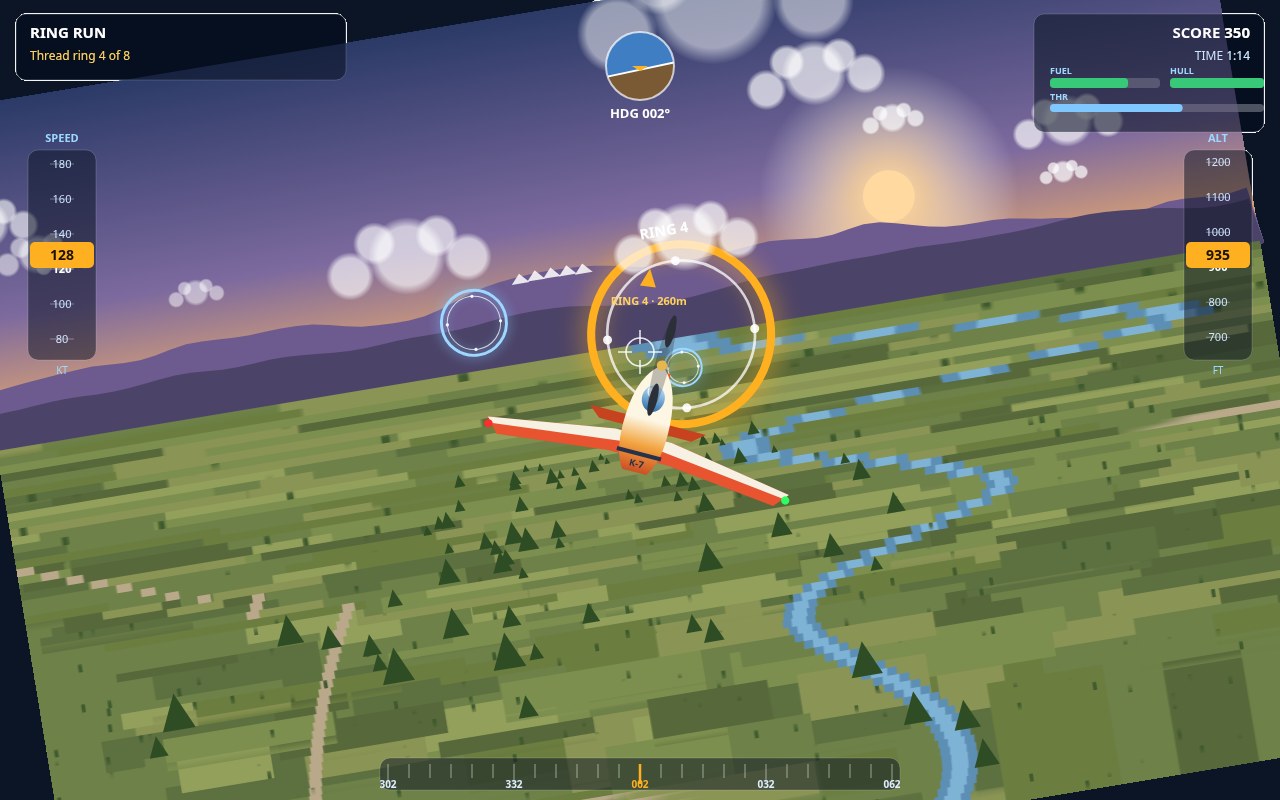 RING RUN
Thread ring 4 of 8
SCORE 350
TIME 1:14
FUEL
HULL
THR
HDG 002°
SPEED
180
160
140
128
120
100
80
KT
ALT
1200
1100
1000
935
900
800
700
FT
RING 4
RING 4 · 260m
K-7
302
332
002
032
062